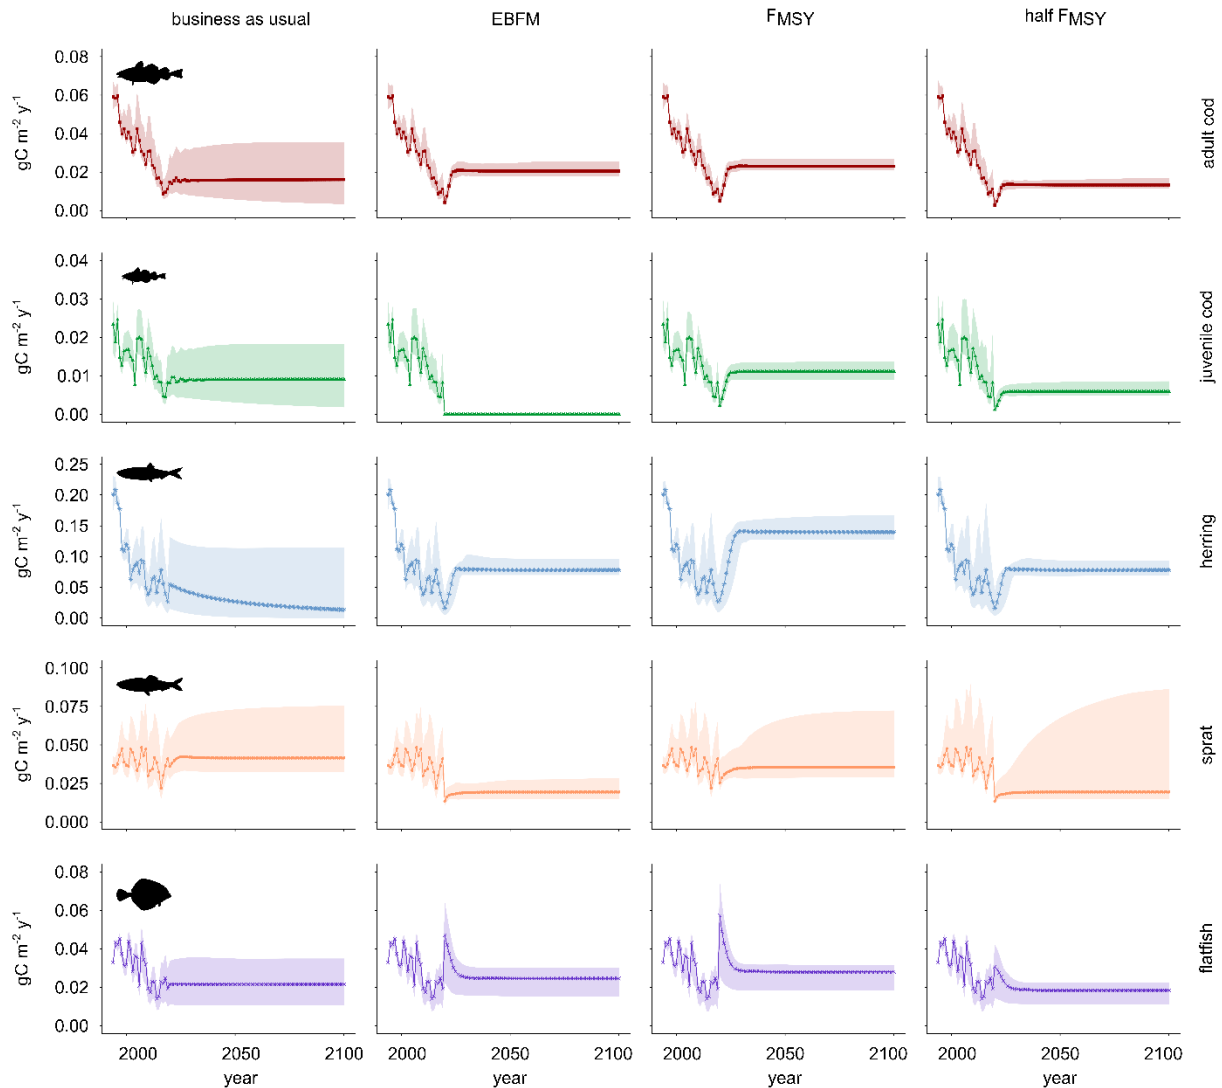 business as usual EBFM FMSY half FMSY
0.08
0.06
0.04
0.02
0.00
gC m-2 y-1
adult cod
0.04
0.03
0.02
0.01
0.00
gC m-2 y-1
juvenile cod
0.25
0.20
0.15
0.10
0.05
0.00
gC m-2 y-1
herring
0.100
0.075
0.050
0.025
0.000
gC m-2 y-1
sprat
0.08
0.06
0.04
0.02
0.00
gC m-2 y-1
flatfish
2000 2050 2100 2000 2050 2100 2000 2050 2100 2000 2050 2100
year year year year